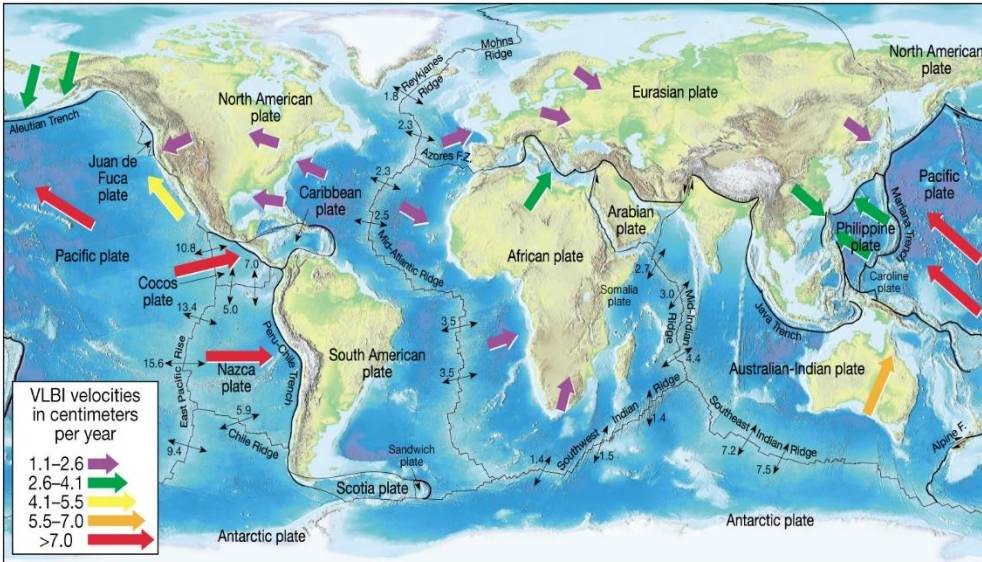 Mohns
Ridge
North American
plate
Reykjanes
Ridge
1.8
Eurasian plate
North American
plate
Aleutian Trench
2.3
Azores F.Z.
Juan de
Fuca
plate
Caribbean
plate
2.3
2.5
Mid-Atlantic Ridge
Arabian
plate
Pacific
plate
Mariana Trench
Philippine
plate
Pacific plate
10.8
7.0
Cocos
plate
5.0
African plate
2.7
Somalia
plate
3.0
Mid-Indian
Ridge
Caroline
plate
Java Trench
13.4
Peru-Chile Trench
3.5
15.6
East Pacific Rise
Nazca
plate
South American
plate
3.5
4.4
Australian-Indian plate
5.9
Chile Ridge
9.4
Sandwich
plate
Scotia plate
1.4
1.5
Southwest Indian Ridge
1.4
Southeast Indian Ridge
7.2
7.5
Alpine F.
Antarctic plate
Antarctic plate
VLBI velocities
in centimeters
per year
1.1–2.6
2.6–4.1
4.1–5.5
5.5–7.0
>7.0